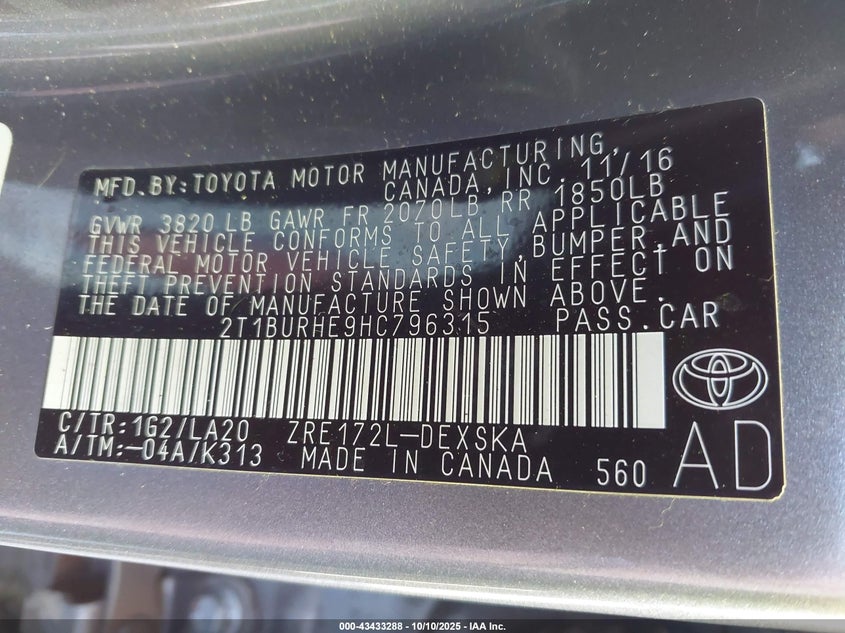 MFD. BY: TOYOTA MOTOR MANUFACTURING,
CANADA, INC. 11/16
GVWR 3820 LB GAWR FR 2070LB RR 1850LB
THIS VEHICLE CONFORMS TO ALL APPLICABLE
FEDERAL MOTOR VEHICLE SAFETY, BUMPER, AND
THEFT PREVENTION STANDARDS IN EFFECT ON
THE DATE OF MANUFACTURE SHOWN ABOVE.
2T1BURHE9HC796315 PASS. CAR
C/TR: 1G2/LA20 ZRE172L-DEXSKA
A/TM: -04A/K313 MADE IN CANADA 560 AD
000-43433288 - 10/10/2025 - IAA Inc.